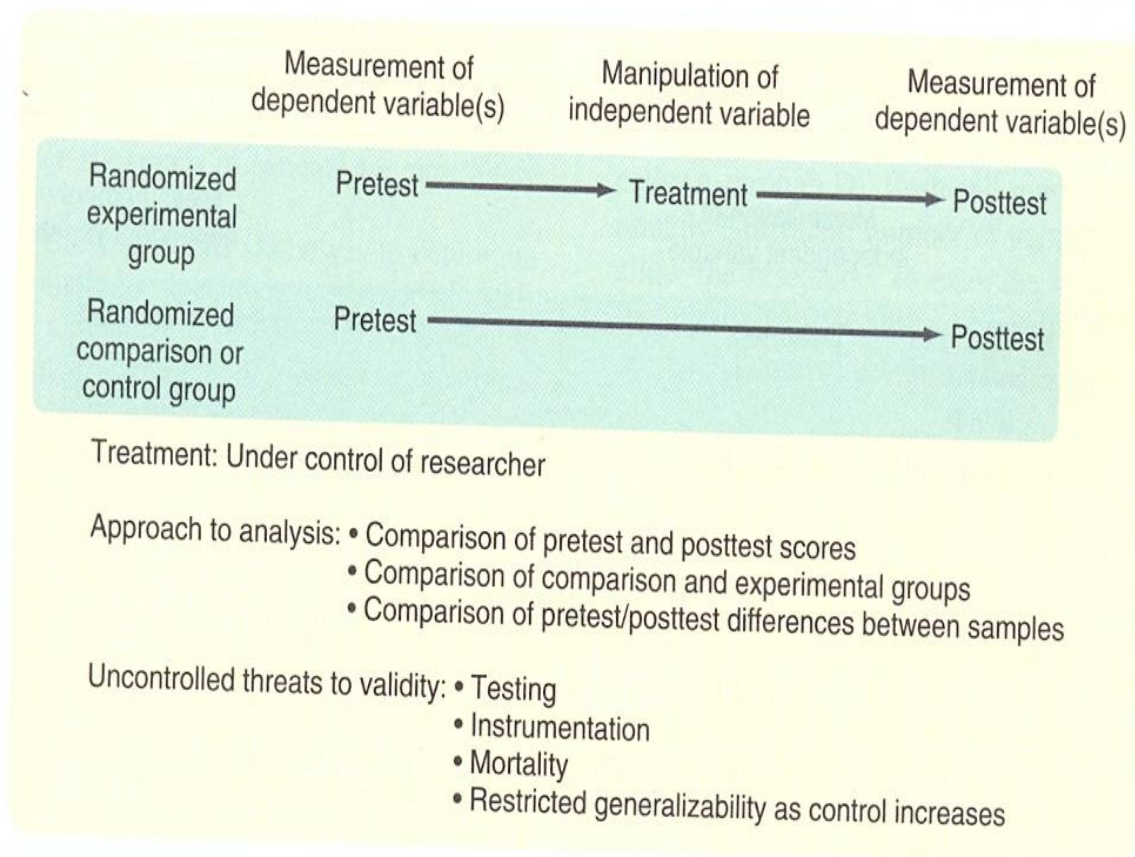 Measurement of
dependent variable(s)
Manipulation of
independent variable
Measurement of
dependent variable(s)
Randomized
experimental
group
Pretest
Treatment
Posttest
Randomized
comparison or
control group
Pretest
Posttest
Treatment: Under control of researcher
Approach to analysis: • Comparison of pretest and posttest scores
• Comparison of comparison and experimental groups
• Comparison of pretest/posttest differences between samples
Uncontrolled threats to validity: • Testing
• Instrumentation
• Mortality
• Restricted generalizability as control increases